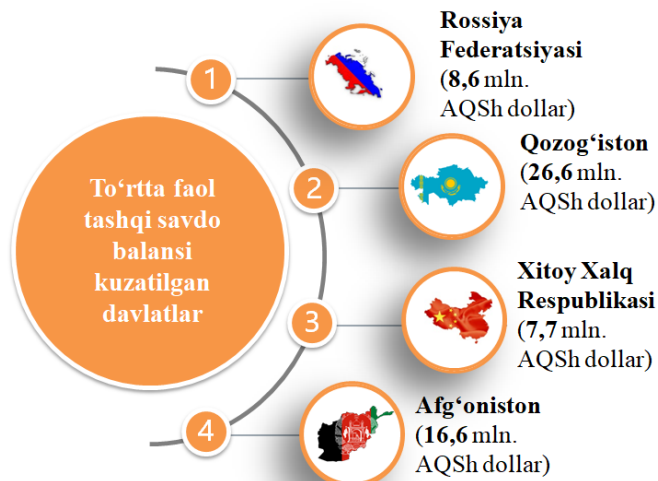 To‘rtta faol
tashqi savdo
balansi
kuzatilgan
davlatlar
1
Rossiya
Federatsiyasi
(8,6 mln.
AQSh dollar)
2
Qozog‘iston
(26,6 mln.
AQSh dollar)
3
Xitoy Xalq
Respublikasi
(7,7 mln.
AQSh dollar)
4
Afg‘oniston
(16,6 mln.
AQSh dollar)